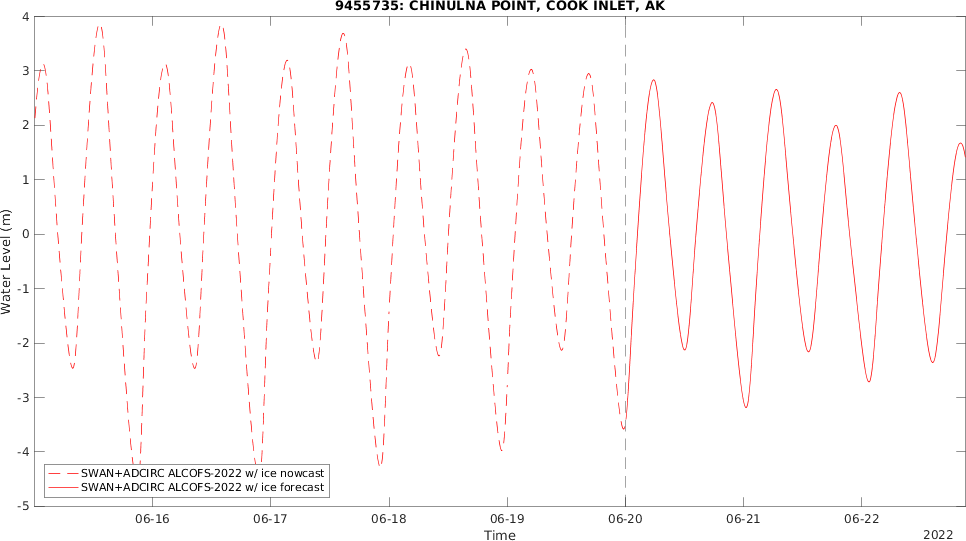 9455735: CHINULNA POINT, COOK INLET, AK
4
3
2
1
0
-1
-2
-3
-4
-5
Water Level (m)
SWAN+ADCIRC ALCOFS-2022 w/ ice nowcast
SWAN+ADCIRC ALCOFS-2022 w/ ice forecast
06-16 06-17 06-18 06-19 06-20 06-21 06-22
Time
2022